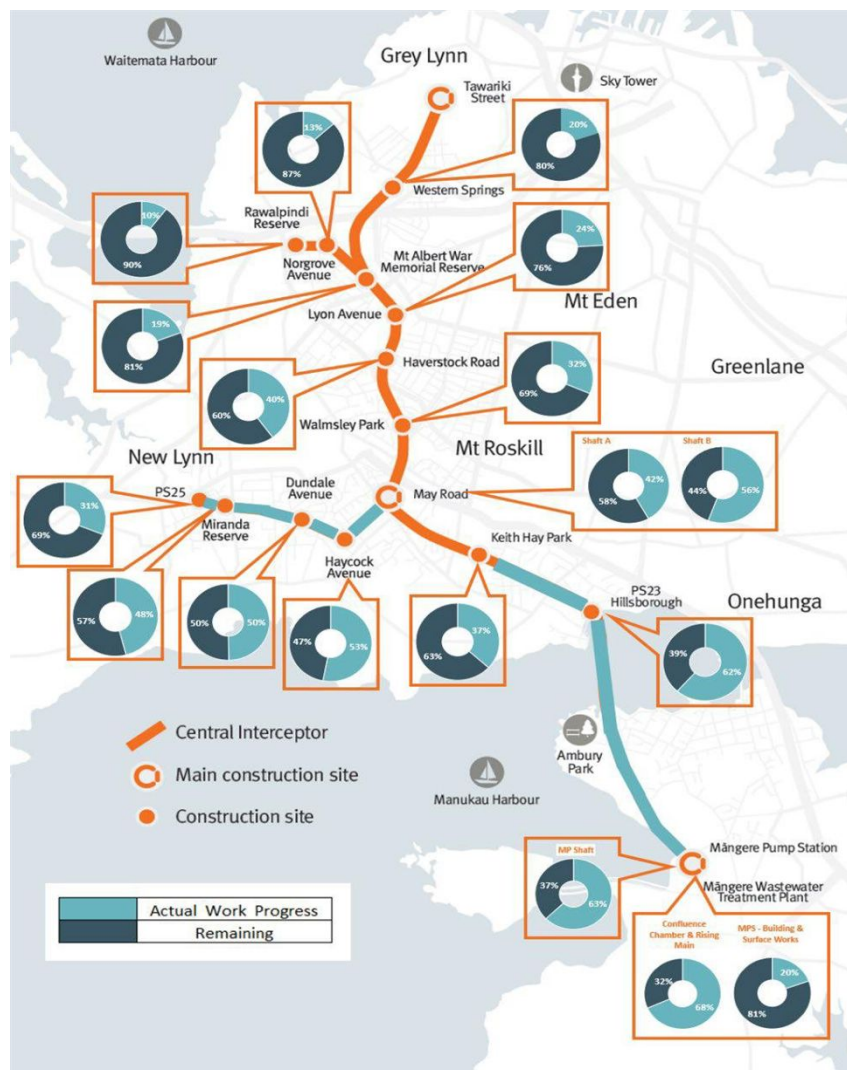 Grey Lynn
Waitemata Harbour
Sky Tower
Tawariki
Street
13%
87%
20%
80%
Western Springs
Rawalpindi
Reserve
10%
90%
Norgrove
Avenue
Mt Albert War
Memorial Reserve
24%
76%
Mt Eden
Lyon Avenue
19%
81%
Haverstock Road
32%
69%
Greenlane
40%
60%
Walmsley Park
Mt Roskill
New Lynn
Shaft A
Shaft B
42%
58%
44%
56%
Dundale
Avenue
PS25
May Road
31%
69%
Miranda
Reserve
Keith Hay Park
Haycock
Avenue
PS23
Hillsborough
Onehunga
57%
48%
50%
50%
47%
53%
37%
63%
39%
62%
Central Interceptor
Main construction site
Construction site
Ambury
Park
Manukau Harbour
Māngere Pump Station
MP Shaft
37%
63%
Māngere Wastewater
Treatment Plant
Actual Work Progress
Remaining
Confluence
Chamber & Rising
Main
MPS - Building &
Surface Works
32%
68%
20%
81%